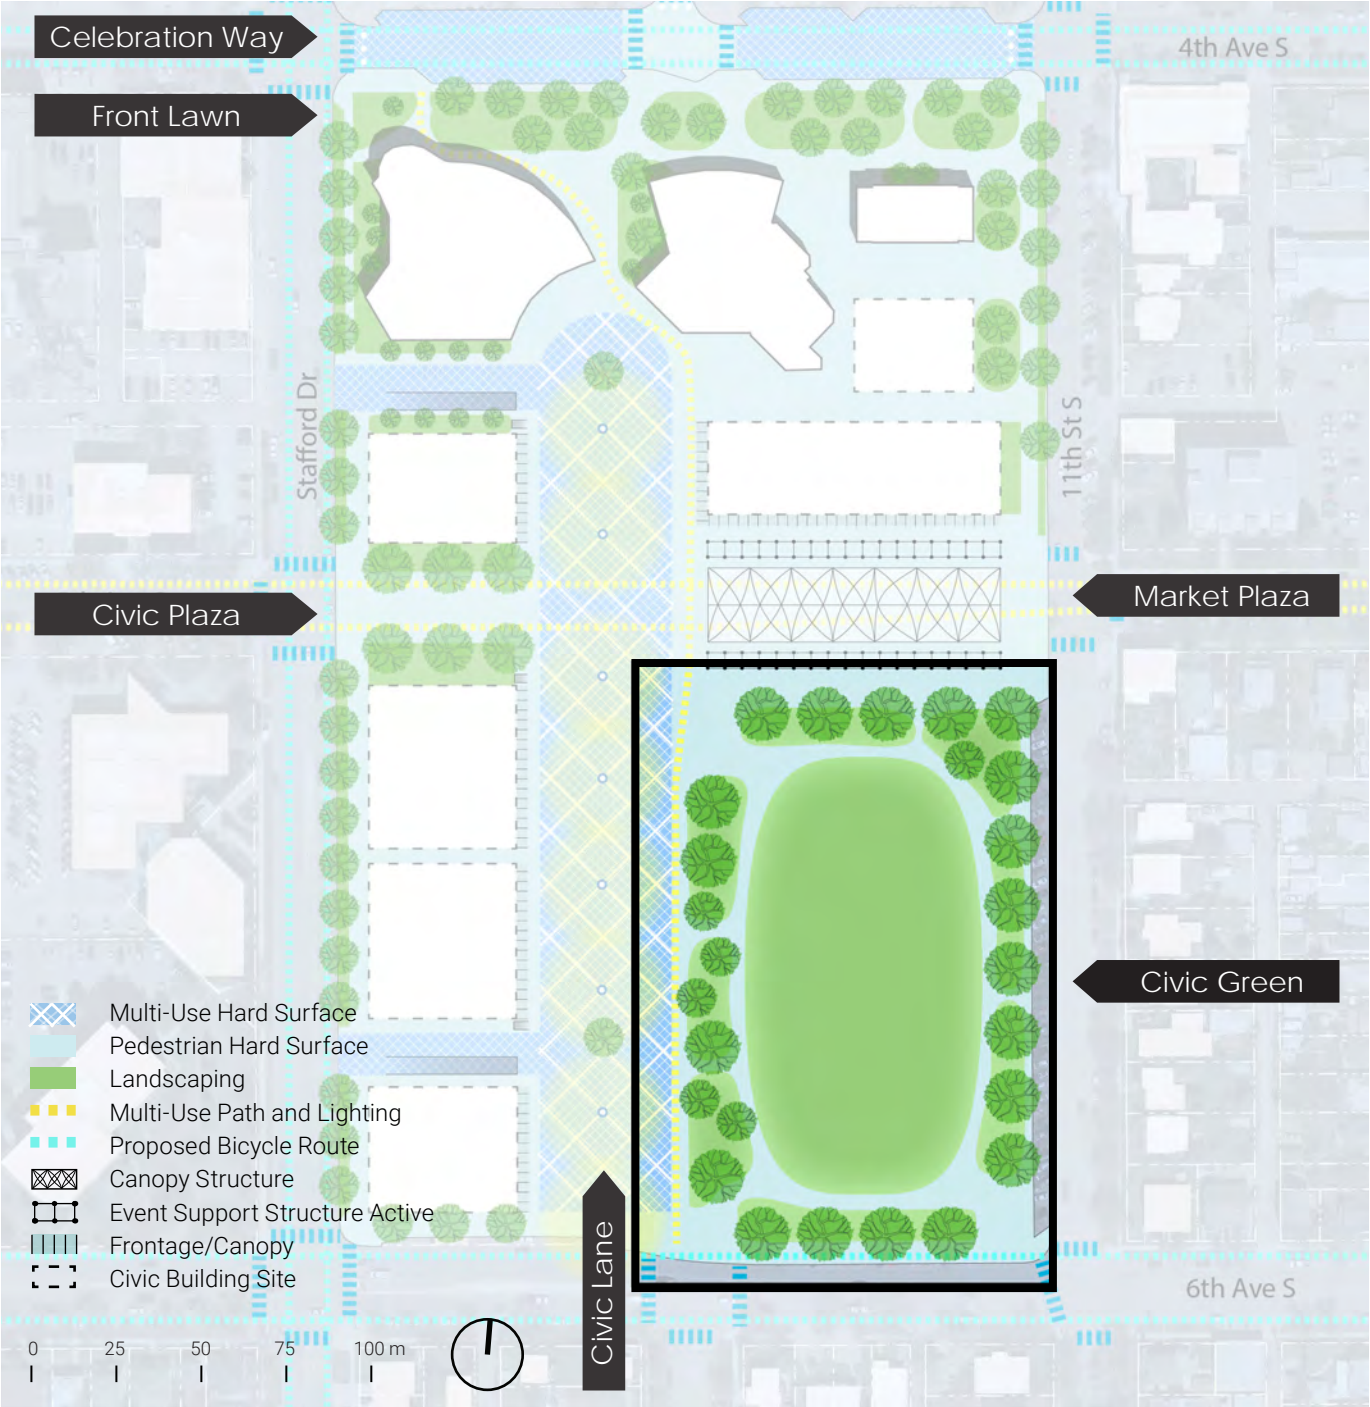 Celebration Way
4th Ave S
Front Lawn
Stafford Dr
11th St S
Market Plaza
Civic Plaza
Civic Green
Multi-Use Hard Surface
Pedestrian Hard Surface
Landscaping
Multi-Use Path and Lighting
Proposed Bicycle Route
Canopy Structure
Event Support Structure Active
Frontage/Canopy
Civic Building Site
Civic Lane
6th Ave S
0 25 50 75 100 m